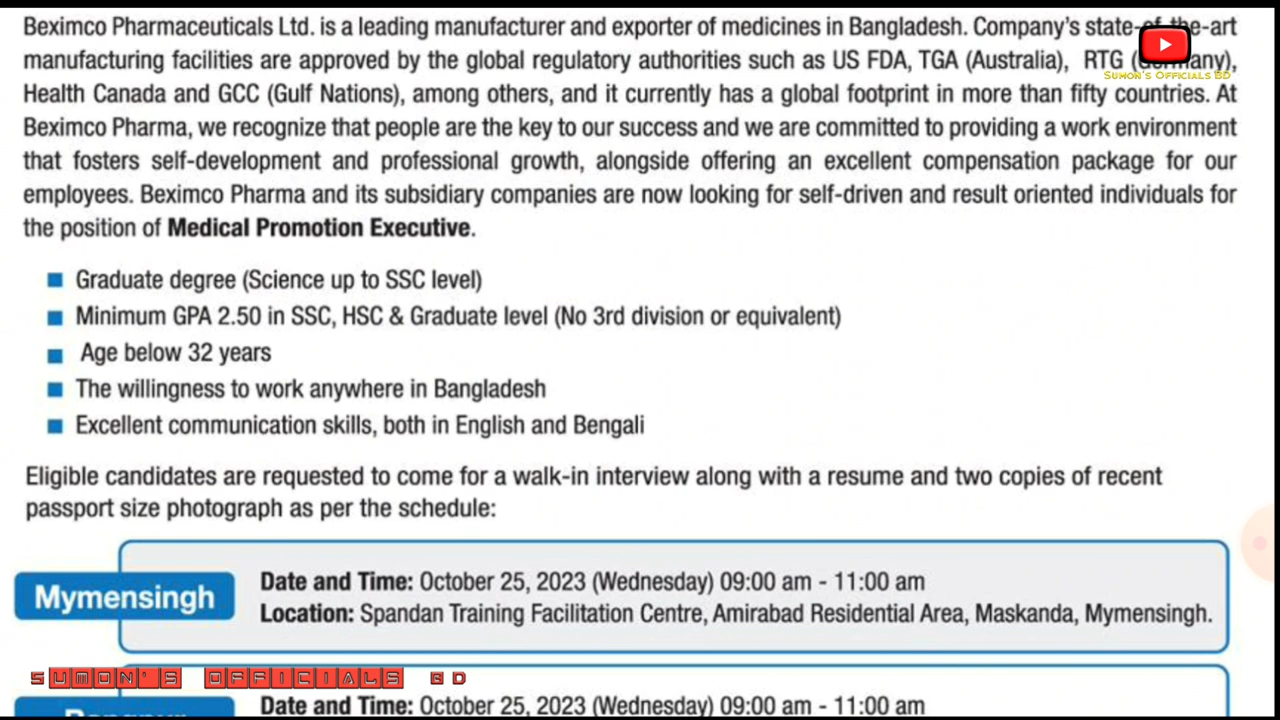 Beximco Pharmaceuticals Ltd. is a leading manufacturer and exporter of medicines in Bangladesh. Company's state-of-the-art
manufacturing facilities are approved by the global regulatory authorities such as US FDA, TGA (Australia), RTG (Germany),
SUMON'S OFFICIALS BD
Health Canada and GCC (Gulf Nations), among others, and it currently has a global footprint in more than fifty countries. At
Beximco Pharma, we recognize that people are the key to our success and we are committed to providing a work environment
that fosters self-development and professional growth, alongside offering an excellent compensation package for our
employees. Beximco Pharma and its subsidiary companies are now looking for self-driven and result oriented individuals for
the position of Medical Promotion Executive.
Graduate degree (Science up to SSC level)
Minimum GPA 2.50 in SSC, HSC & Graduate level (No 3rd division or equivalent)
Age below 32 years
The willingness to work anywhere in Bangladesh
Excellent communication skills, both in English and Bengali
Eligible candidates are requested to come for a walk-in interview along with a resume and two copies of recent
passport size photograph as per the schedule:
Mymensingh
Date and Time: October 25, 2023 (Wednesday) 09:00 am - 11:00 am
Location: Spandan Training Facilitation Centre, Amirabad Residential Area, Maskanda, Mymensingh.
SUMON'S OFFICIALS BD
Date and Time: October 25, 2023 (Wednesday) 09:00 am - 11:00 am